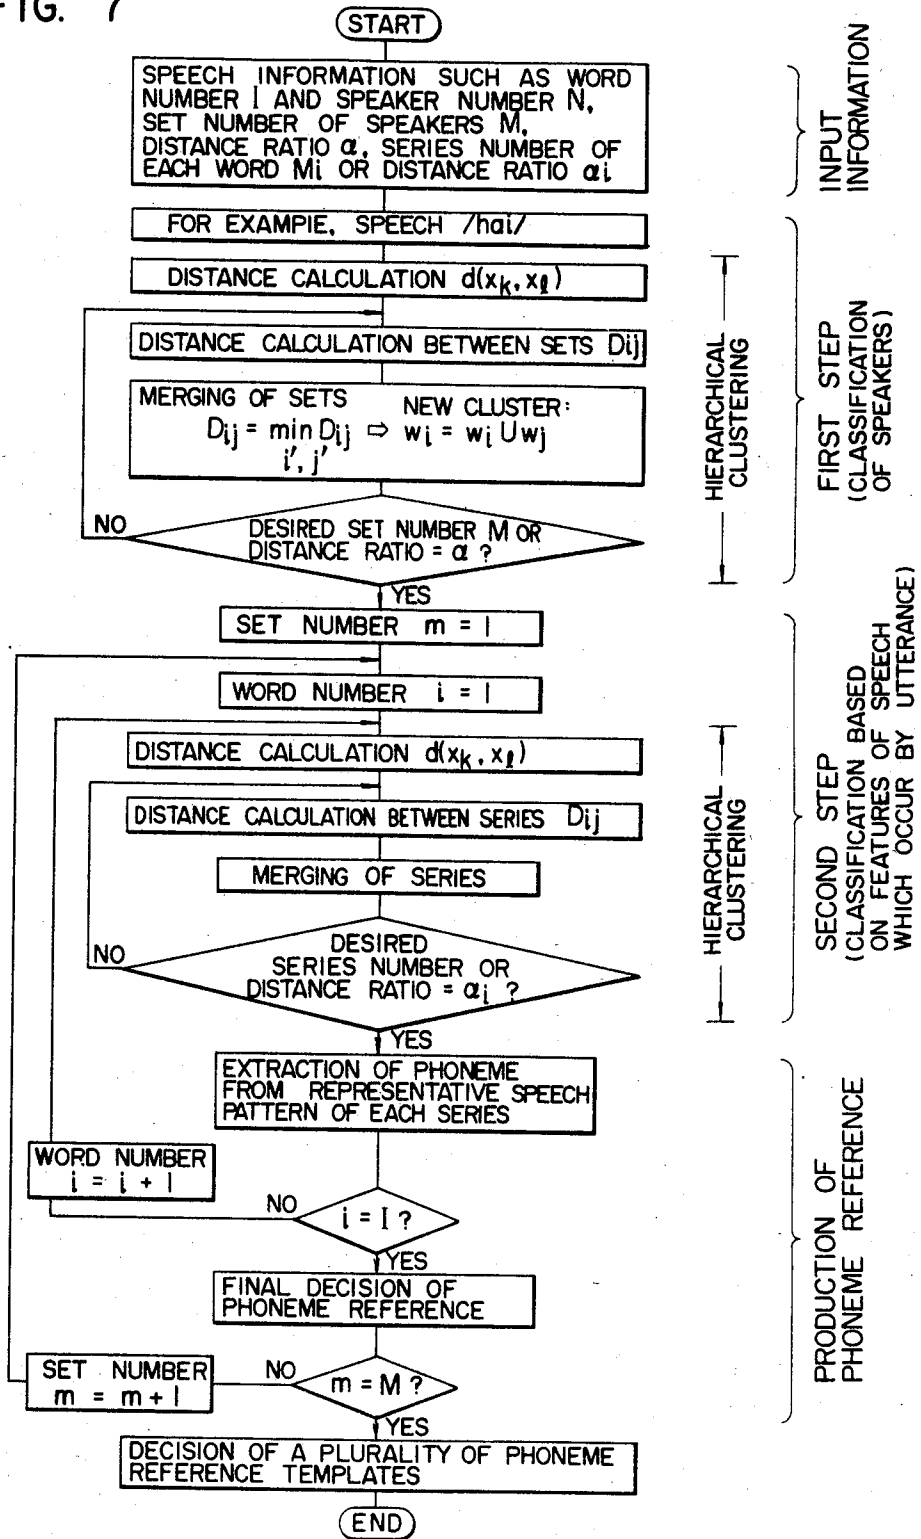 FIG. 7
START
SPEECH INFORMATION SUCH AS WORD
NUMBER I AND SPEAKER NUMBER N,
SET NUMBER OF SPEAKERS M,
DISTANCE RATIO α, SERIES NUMBER OF
EACH WORD Mi OR DISTANCE RATIO αi
INPUT
INFORMATION
FOR EXAMPIE, SPEECH /hai/
DISTANCE CALCULATION d(xk, xℓ)
DISTANCE CALCULATION BETWEEN SETS Dij
MERGING OF SETS NEW CLUSTER:
Dij = min Dij ⇨ wi = wi U wj
i', j'
NO
DESIRED SET NUMBER M OR
DISTANCE RATIO = α ?
YES
HIERARCHICAL
CLUSTERING
FIRST STEP
(CLASSIFICATION
OF SPEAKERS)
SET NUMBER m = 1
WORD NUMBER i = 1
DISTANCE CALCULATION d(xk, xℓ)
DISTANCE CALCULATION BETWEEN SERIES Dij
MERGING OF SERIES
NO
DESIRED
SERIES NUMBER OR
DISTANCE RATIO = αi ?
YES
HIERARCHICAL
CLUSTERING
SECOND STEP
(CLASSIFICATION BASED
ON FEATURES OF SPEECH
WHICH OCCUR BY UTTERANCE)
EXTRACTION OF PHONEME
FROM REPRESENTATIVE SPEECH
PATTERN OF EACH SERIES
WORD NUMBER
i = i + 1
NO
i = I ?
YES
FINAL DECISION OF
PHONEME REFERENCE
SET NUMBER
m = m + 1
NO
m = M ?
YES
PRODUCTION OF
PHONEME REFERENCE
DECISION OF A PLURALITY OF PHONEME
REFERENCE TEMPLATES
END